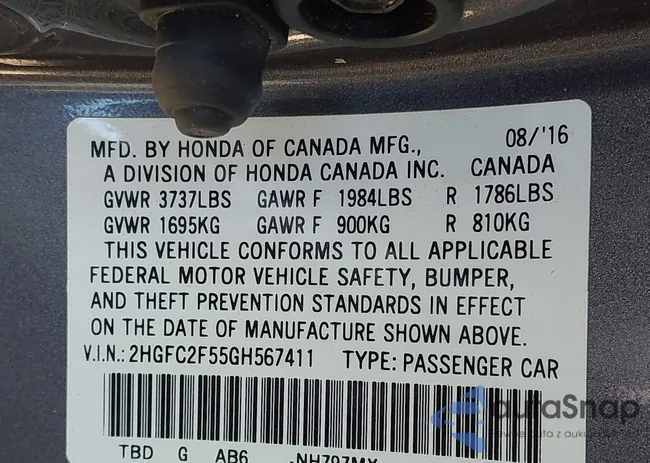 MFD. BY HONDA OF CANADA MFG., 08/'16
A DIVISION OF HONDA CANADA INC. CANADA
GVWR 3737LBS GAWR F 1984LBS R 1786LBS
GVWR 1695KG GAWR F 900KG R 810KG
THIS VEHICLE CONFORMS TO ALL APPLICABLE
FEDERAL MOTOR VEHICLE SAFETY, BUMPER,
AND THEFT PREVENTION STANDARDS IN EFFECT
ON THE DATE OF MANUFACTURE SHOWN ABOVE.
V.I.N.: 2HGFC2F55GH567411 TYPE: PASSENGER CAR
autaSnap
TBD G AB6 NH797MX